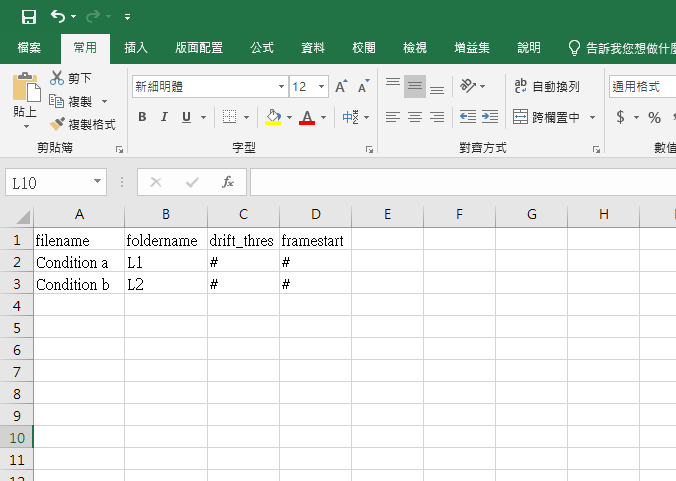 檔案 常用 插入 版面配置 公式 資料 校閱 檢視 增益集 說明 告訴我您想做什麼
貼上 剪下 複製 複製格式
新細明體 12 A A
B I U A 中
ab c 自動換列
跨欄置中
通用格式
$ %
剪貼簿 字型 對齊方式 數值
L10 fx
A B C D E F G H
1 filename foldername drift_thres framestart
2 Condition a L1 # #
3 Condition b L2 # #
4
5
6
7
8
9
10
11
12